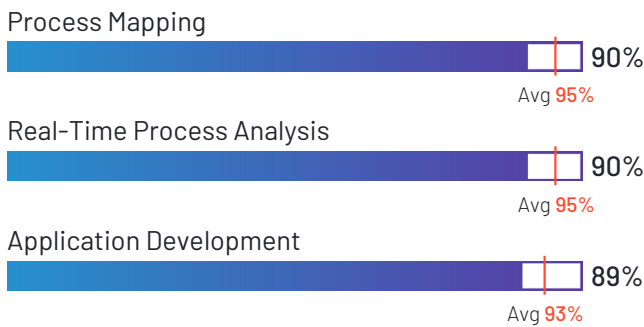 Process Mapping
90%
Avg 95%
Real-Time Process Analysis
90%
Avg 95%
Application Development
89%
Avg 93%